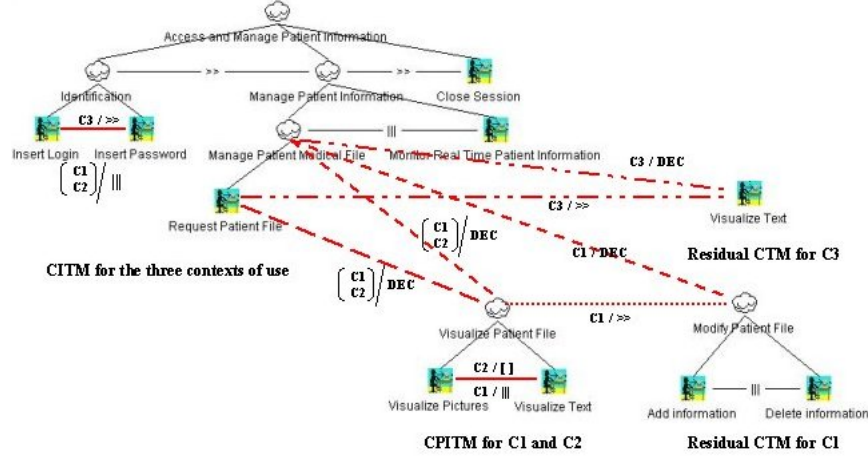 Access and Manage Patient Information
>> >>
Identification Manage Patient Information Close Session
C3 / >>
|||
Insert Login Insert Password Manage Patient Medical File Monitor Real Time Patient Information
C1
C2 / |||
C3 / DEC
C3 / >>
Visualize Text
Request Patient File
C1
C2 / DEC
C1 / DEC
Residual CTM for C3
CITM for the three contexts of use
C1
C2 / DEC
C1 / >>
Visualize Patient File Modify Patient File
C2 / [ ]
C1 / |||
|||
Visualize Pictures Visualize Text Add information Delete information
CPITM for C1 and C2 Residual CTM for C1